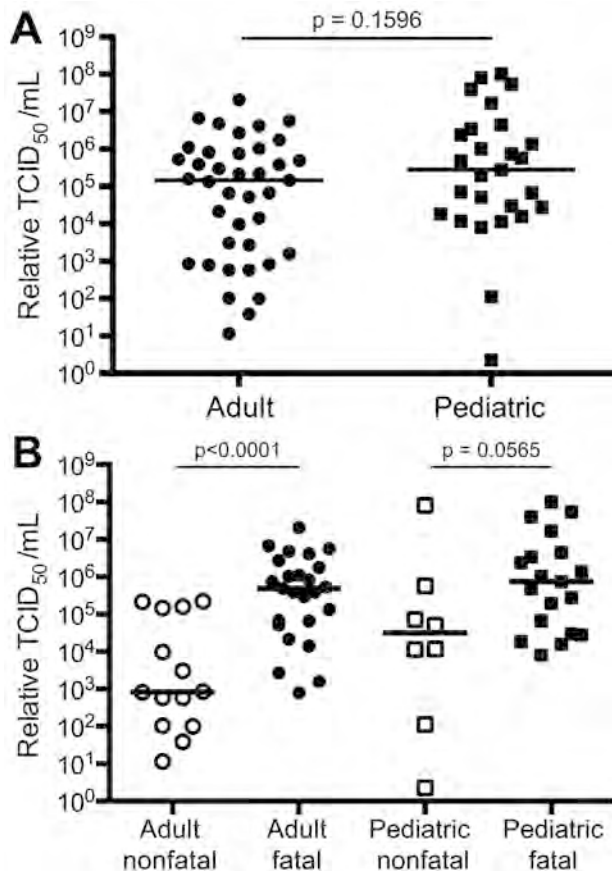 A
p = 0.1596
Relative TCID50/mL
10^9
10^8
10^7
10^6
10^5
10^4
10^3
10^2
10^1
10^0
Adult
Pediatric
B
p<0.0001
p = 0.0565
Relative TCID50/mL
10^9
10^8
10^7
10^6
10^5
10^4
10^3
10^2
10^1
10^0
Adult
nonfatal
Adult
fatal
Pediatric
nonfatal
Pediatric
fatal